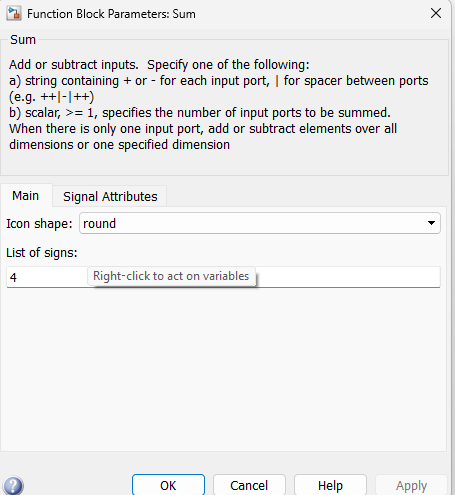 Function Block Parameters: Sum
Sum
Add or subtract inputs.  Specify one of the following:
a) string containing + or - for each input port, | for spacer between ports
(e.g. ++|-|++)
b) scalar, >= 1, specifies the number of input ports to be summed.
When there is only one input port, add or subtract elements over all
dimensions or one specified dimension
Main Signal Attributes
Icon shape: round
List of signs:
4 Right-click to act on variables
? OK Cancel Help Apply